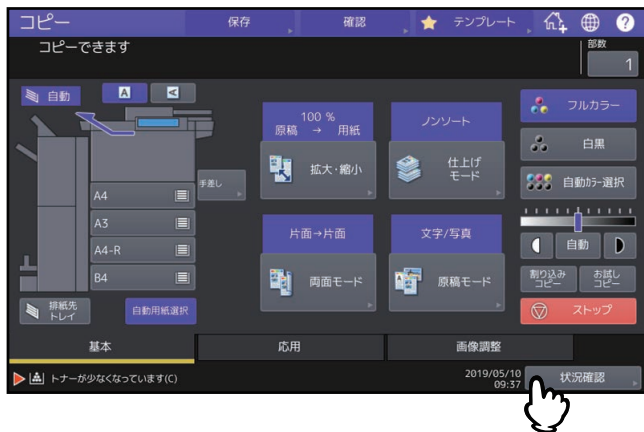 コピー
保存
確認
テンプレート
?
コピーできます
部数
1
自動
A
A
100 %
原稿 → 用紙
拡大・縮小
ノンソート
仕上げ
モード
フルカラー
白黒
自動カラー選択
手差し
A4
A3
A4-R
B4
片面→片面
両面モード
文字/写真
原稿モード
自動
割り込み
コピー
お試し
コピー
排紙先
トレイ
自動用紙選択
ストップ
基本
応用
画像調整
トナーが少なくなっています(C)
2019/05/10
09:37
状況確認